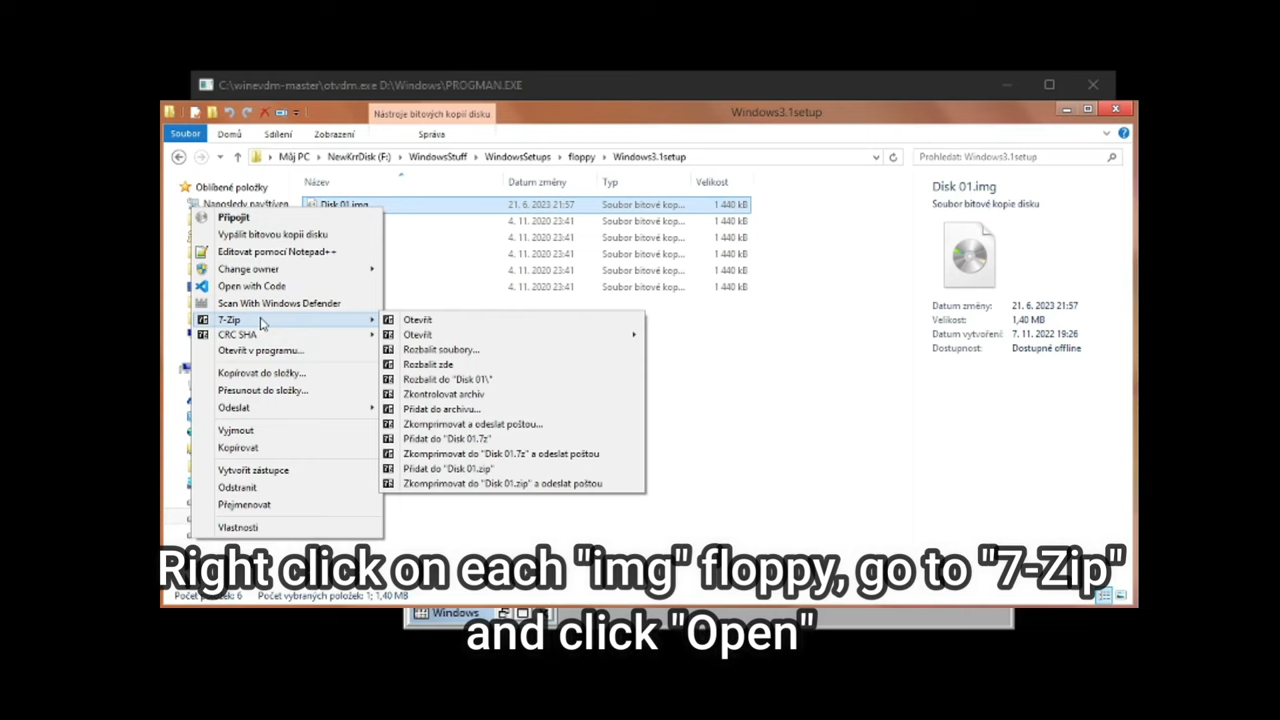 C:\winevdm-master\otvdm.exe D:\Windows\PROGMAN.EXE
Nástroje bitových kopií disku
Windows3.1setup
Soubor
Domů
Sdílení
Zobrazení
Správa
Můj PC
NewKrrDisk (F:)
WindowsStuff
WindowsSetups
floppy
Windows3.1setup
Prohledat: Windows3.1setup
Oblíbené položky
Naposledy navštíven
Název
Datum změny
Typ
Velikost
Disk 01.img
21. 6. 2023 21:57
Soubor bitové kop...
1 440 kB
4. 11. 2020 23:41
Soubor bitové kop...
1 440 kB
4. 11. 2020 23:41
Soubor bitové kop...
1 440 kB
4. 11. 2020 23:41
Soubor bitové kop...
1 440 kB
4. 11. 2020 23:41
Soubor bitové kop...
1 440 kB
4. 11. 2020 23:41
Soubor bitové kop...
1 440 kB
Disk 01.img
Soubor bitové kopie disku
Datum změny: 21. 6. 2023 21:57
Velikost: 1,40 MB
Datum vytvoření: 7. 11. 2022 19:26
Dostupnost: Dostupné offline
Připojit
Vypálit bitovou kopii disku
Editovat pomocí Notepad++
Change owner
Open with Code
Scan With Windows Defender
7-Zip
CRC SHA
Otevřít v programu...
Kopírovat do složky...
Přesunout do složky...
Odeslat
Vyjmout
Kopírovat
Vytvořit zástupce
Odstranit
Přejmenovat
Vlastnosti
Otevřít
Otevřít
Rozbalit soubory...
Rozbalit zde
Rozbalit do "Disk 01\"
Zkontrolovat archiv
Přidat do archivu...
Zkomprimovat a odeslat poštou...
Přidat do "Disk 01.7z"
Zkomprimovat do "Disk 01.7z" a odeslat poštou
Přidat do "Disk 01.zip"
Zkomprimovat do "Disk 01.zip" a odeslat poštou
Right click on each "img" floppy, go to "7-Zip"
and click "Open"
Počet položek: 6
Počet vybraných položek: 1; 1,40 MB
Windows